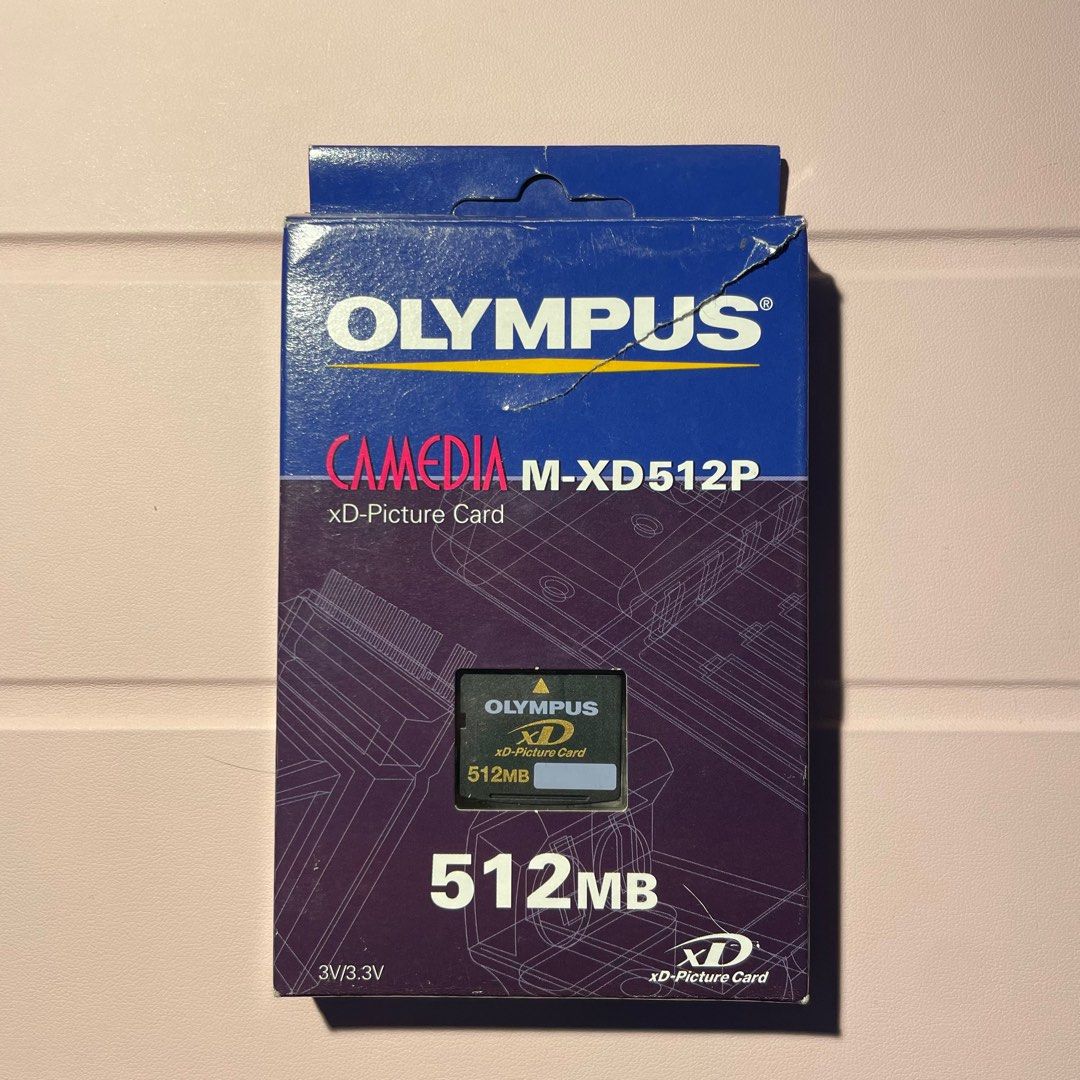 OLYMPUS®
CAMEDIA M-XD512P
xD-Picture Card
OLYMPUS
xD
xD-Picture Card
512MB
512MB
3V/3.3V
xD
xD-Picture Card